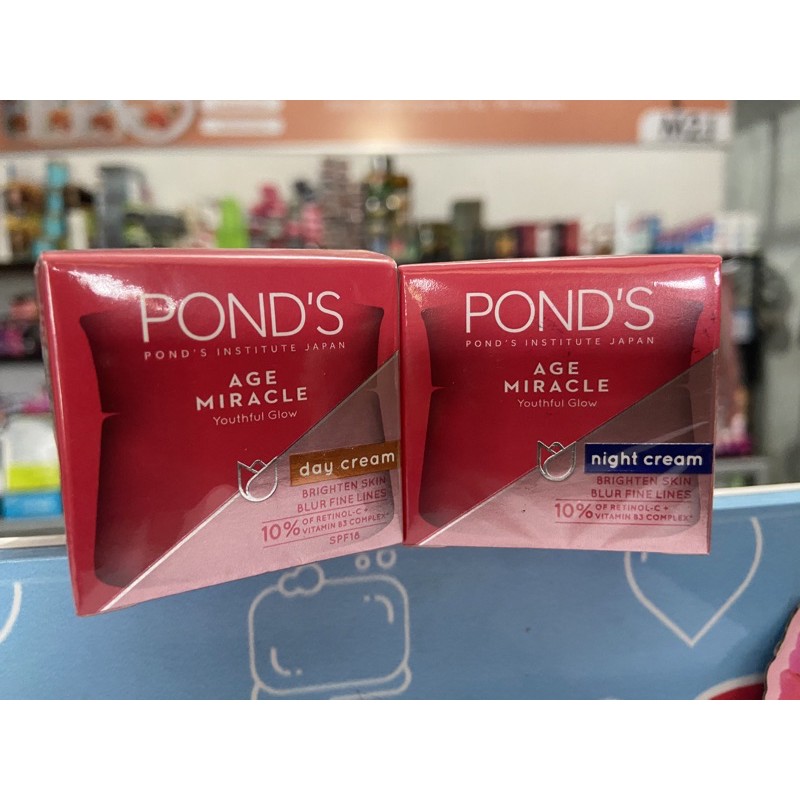 POND'S
POND'S INSTITUTE JAPAN
AGE
MIRACLE
Youthful Glow
day cream
BRIGHTEN SKIN
BLUR FINE LINES
10% OF RETINOL-C +
VITAMIN B3 COMPLEX*
SPF18
POND'S
POND'S INSTITUTE JAPAN
AGE
MIRACLE
Youthful Glow
night cream
BRIGHTEN SKIN
BLUR FINE LINES
10% OF RETINOL-C +
VITAMIN B3 COMPLEX*